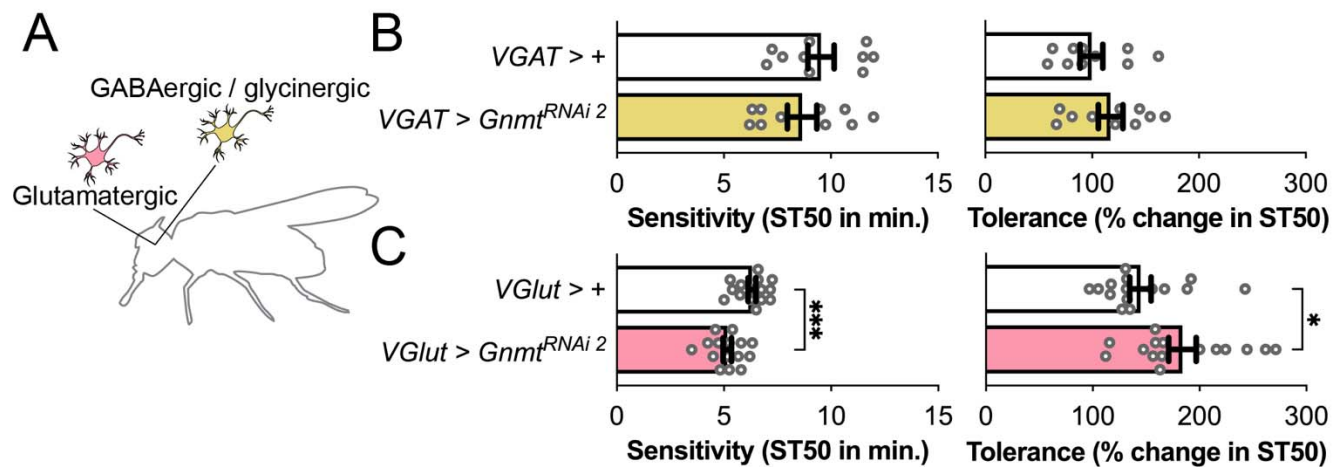 A
GABAergic / glycinergic
Glutamatergic
B
VGAT > +
VGAT > Gnmt^RNAi 2
0 5 10 15
Sensitivity (ST50 in min.)
0 100 200 300
Tolerance (% change in ST50)
C
VGlut > +
VGlut > Gnmt^RNAi 2
****
*
0 5 10 15
Sensitivity (ST50 in min.)
0 100 200 300
Tolerance (% change in ST50)